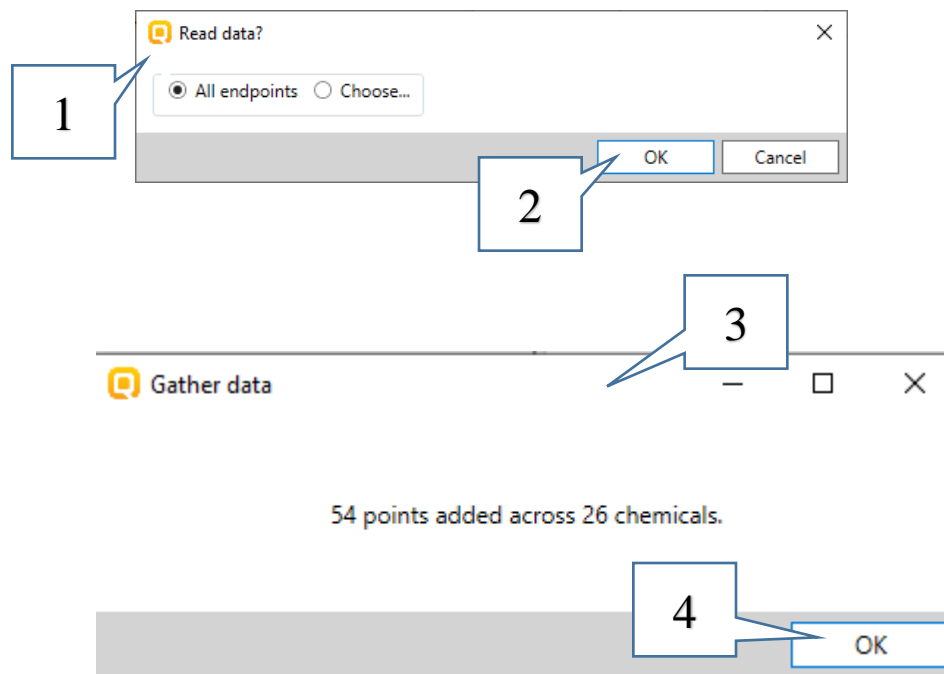 Read data?
1
All endpoints Choose...
OK Cancel
2
3
Gather data
54 points added across 26 chemicals.
4
OK